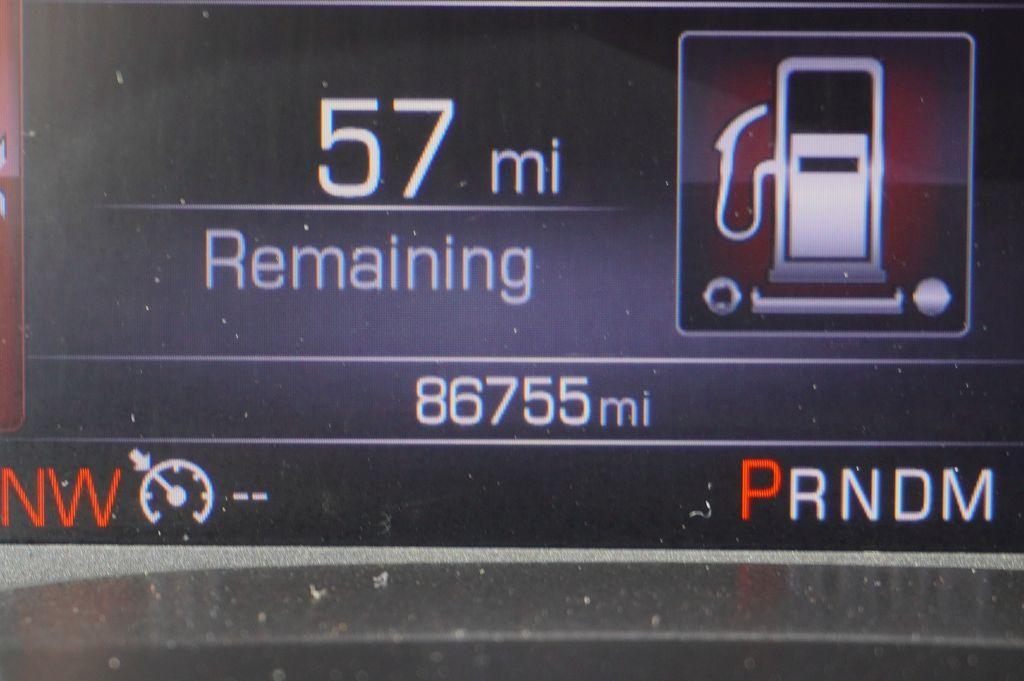 57 mi
Remaining
86755 mi
NW -- PRNDM